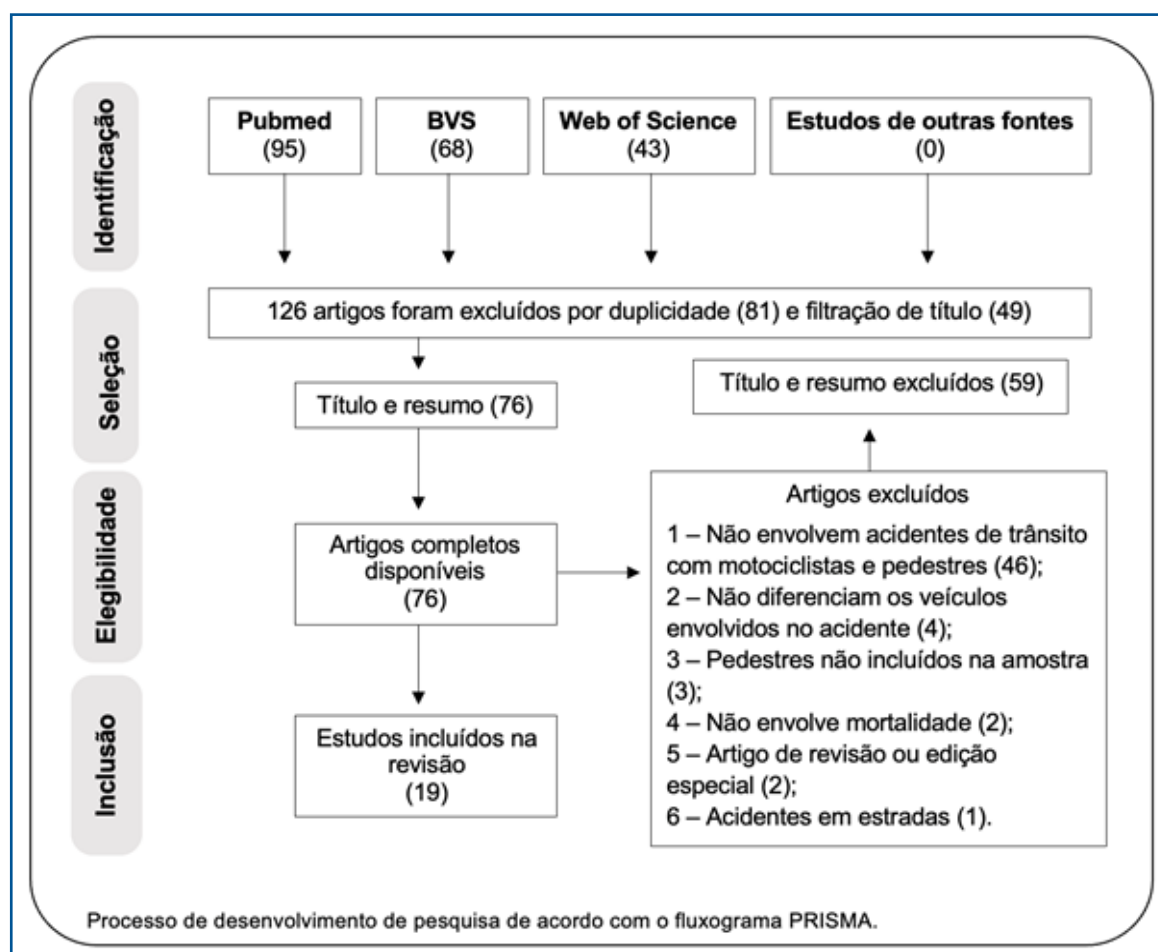 Identificação
Pubmed
(95)
BVS
(68)
Web of Science
(43)
Estudos de outras fontes
(0)
Seleção
126 artigos foram excluídos por duplicidade (81) e filtração de título (49)
Título e resumo (76)
Título e resumo excluídos (59)
Elegibilidade
Artigos completos
disponíveis
(76)
Artigos excluídos
1 – Não envolvem acidentes de trânsito
com motociclistas e pedestres (46);
2 – Não diferenciam os veículos
envolvidos no acidente (4);
3 – Pedestres não incluídos na amostra
(3);
4 – Não envolve mortalidade (2);
5 – Artigo de revisão ou edição
especial (2);
6 – Acidentes em estradas (1).
Inclusão
Estudos incluídos na
revisão
(19)
Processo de desenvolvimento de pesquisa de acordo com o fluxograma PRISMA.